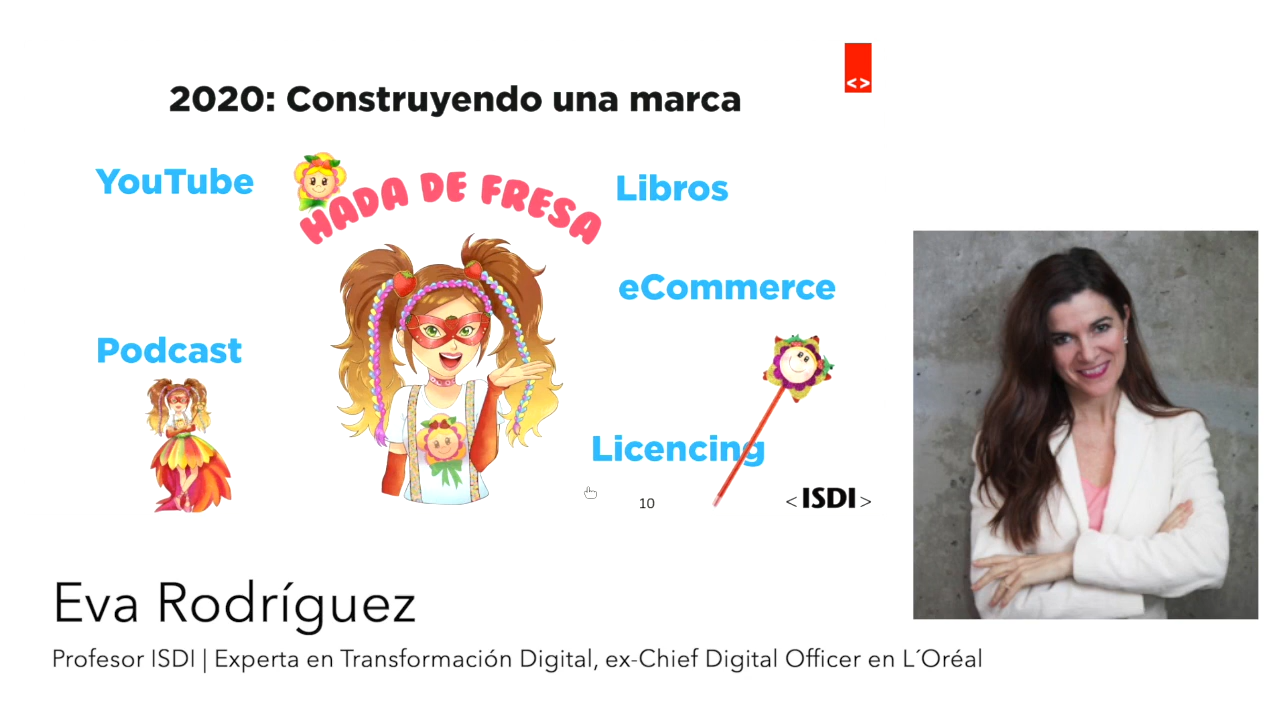 <>
2020: Construyendo una marca
YouTube
HADA DE FRESA
Libros
eCommerce
Podcast
Licencing
10
<ISDI>
Eva Rodríguez
Profesor ISDI | Experta en Transformación Digital, ex-Chief Digital Officer en L´Oréal